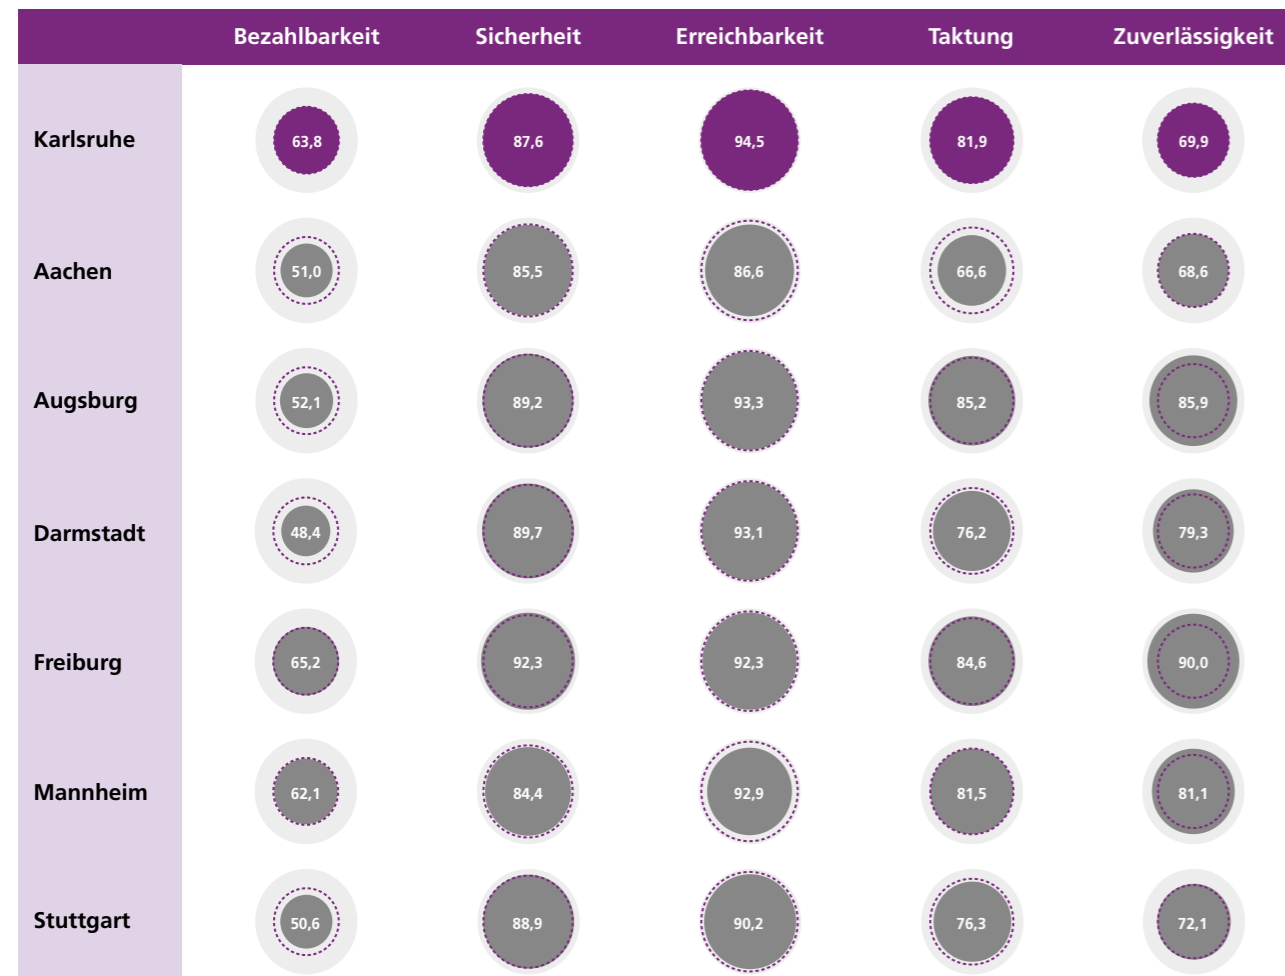 Bezahlbarkeit Sicherheit Erreichbarkeit Taktung Zuverlässigkeit
Karlsruhe 63,8 87,6 94,5 81,9 69,9
Aachen 51,0 85,5 86,6 66,6 68,6
Augsburg 52,1 89,2 93,3 85,2 85,9
Darmstadt 48,4 89,7 93,1 76,2 79,3
Freiburg 65,2 92,3 92,3 84,6 90,0
Mannheim 62,1 84,4 92,9 81,5 81,1
Stuttgart 50,6 88,9 90,2 76,3 72,1